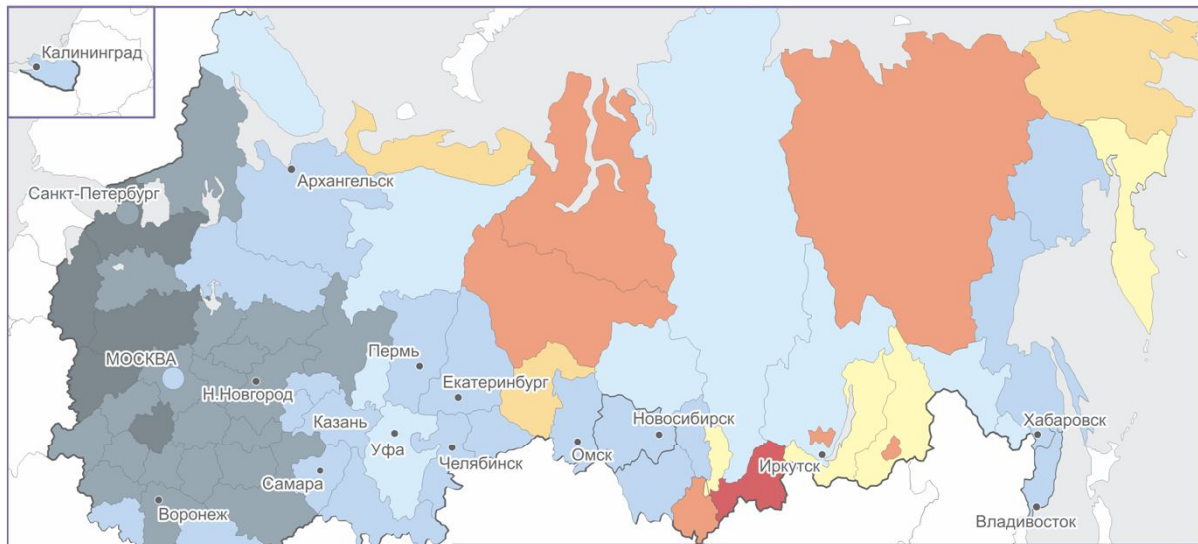 Калининград
Архангельск
Санкт-Петербург
МОСКВА
Пермь
Н.Новгород
Екатеринбург
Казань
Новосибирск
Уфа
Челябинск
Омск
Хабаровск
Иркутск
Самара
Воронеж
Владивосток